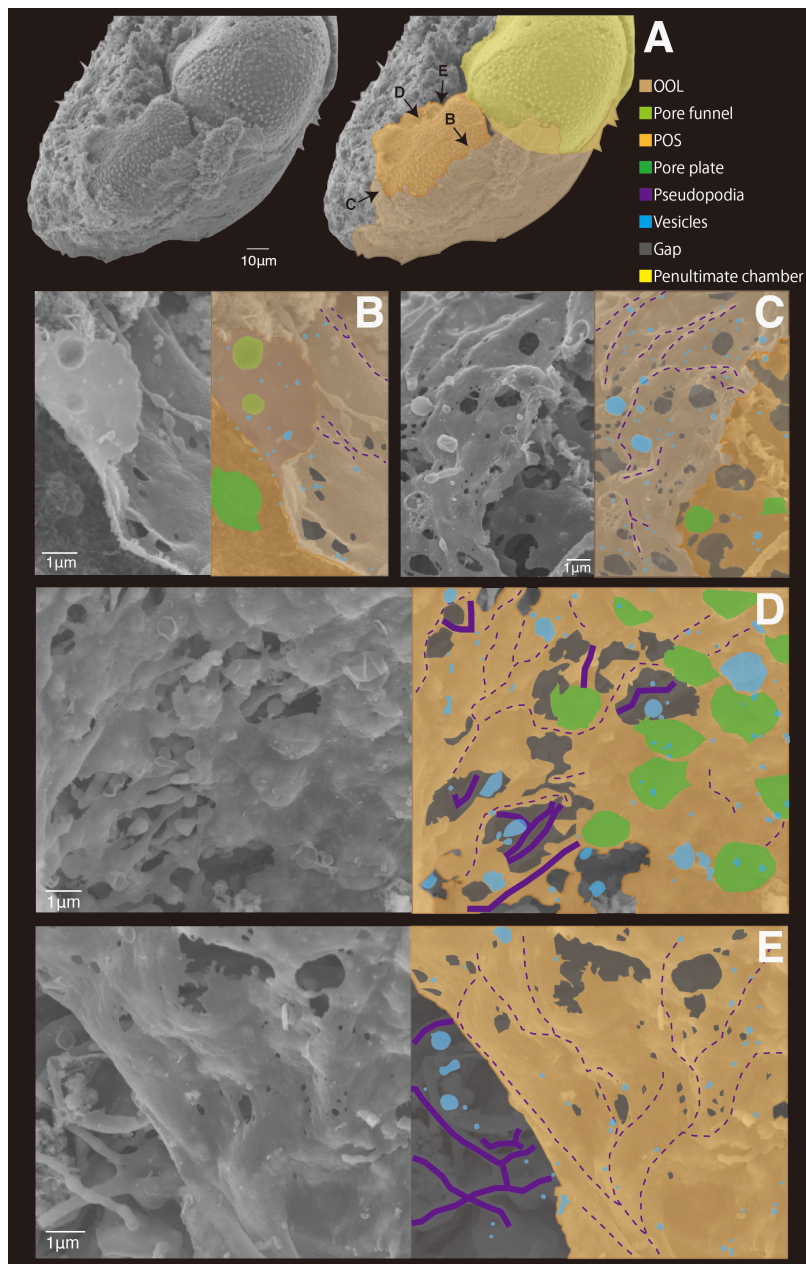 A
E
D
B
C
10μm
OOL
Pore funnel
POS
Pore plate
Pseudopodia
Vesicles
Gap
Penultimate chamber
B
1μm
C
1μm
D
1μm
E
1μm